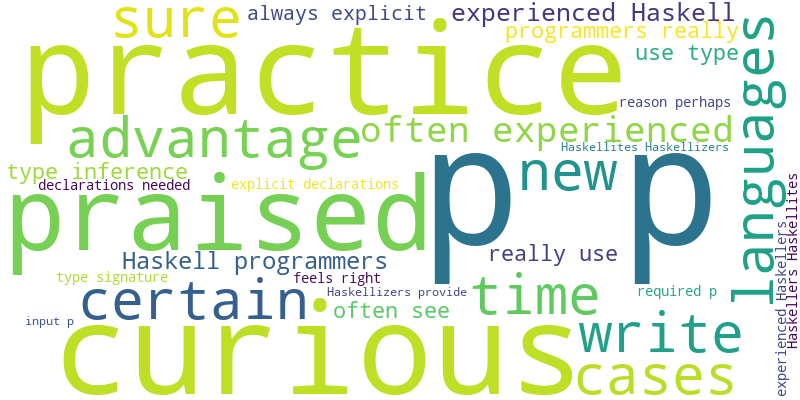 sure
always explicit
experienced Haskell
programmers really
practice
use type
languages
reason perhaps
advantage
often experienced
Haskellites Haskellizers
type inference
p p
new
declarations needed
explicit declarations
praised
Haskellers Haskellites
experienced Haskellers
Haskell programmers
really use
type signature
feels right
certain
Haskellizers provide
time
required p
often see
input p
curious
write
cases